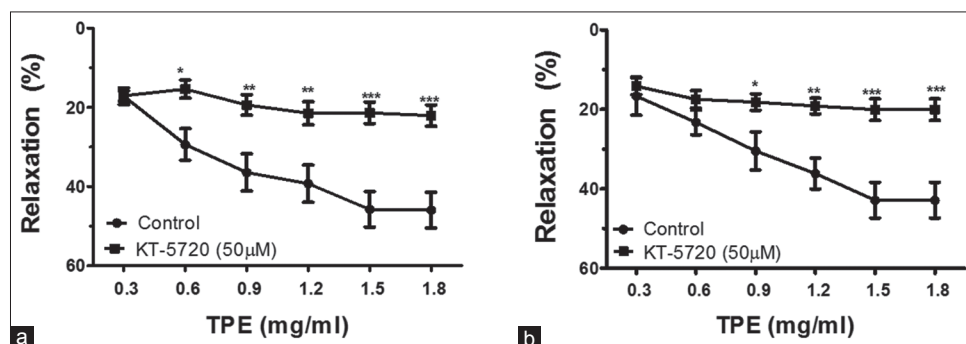 0
20
40
60
Relaxation (%)
*
**
**
***
***
Control
KT-5720 (50μM)
0.3 0.6 0.9 1.2 1.5 1.8
TPE (mg/ml)
a
0
20
40
60
Relaxation (%)
*
**
***
***
Control
KT-5720 (50μM)
0.3 0.6 0.9 1.2 1.5 1.8
TPE (mg/ml)
b